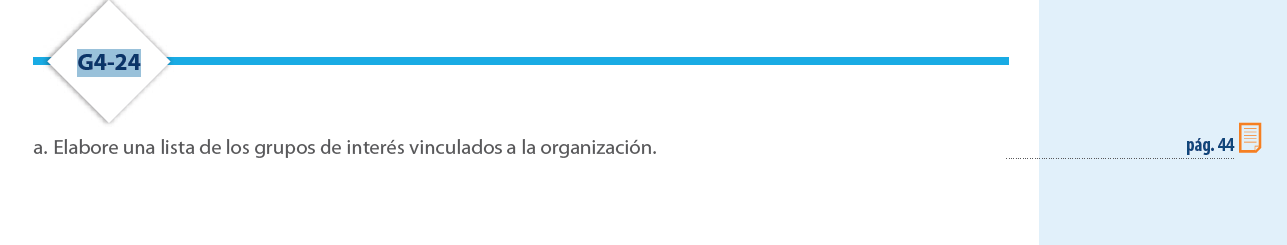 G4-24
a. Elabore una lista de los grupos de interés vinculados a la organización.
pág. 44